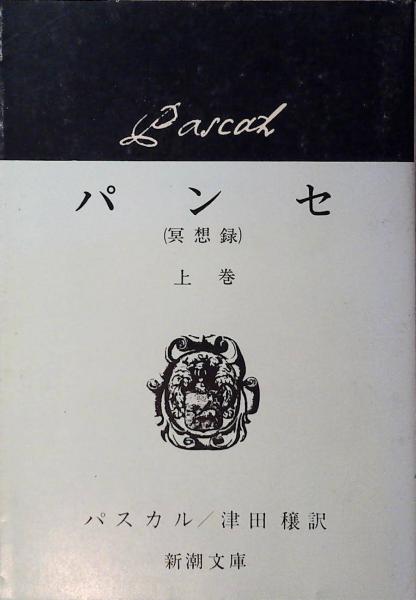 Pascal
パンセ
(冥想録)
上巻
パスカル／津田穣訳
新潮文庫